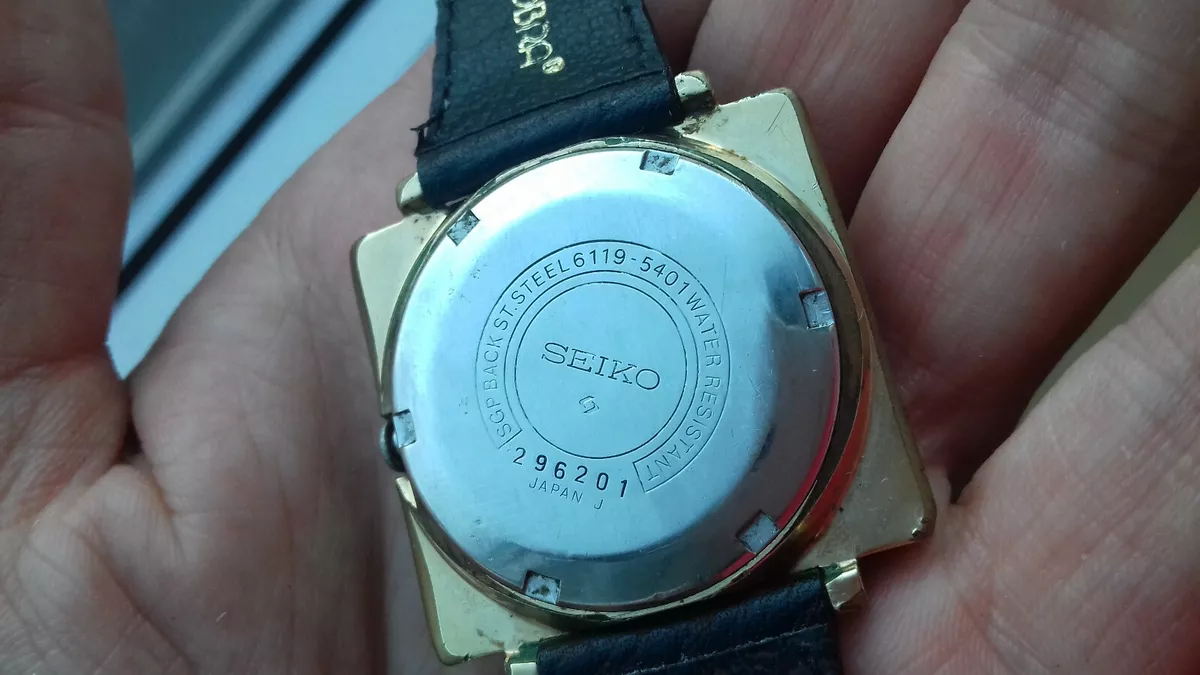 SGP BACK ST. STEEL 6119-5401 WATER RESISTANT
SEIKO
296201
JAPAN J